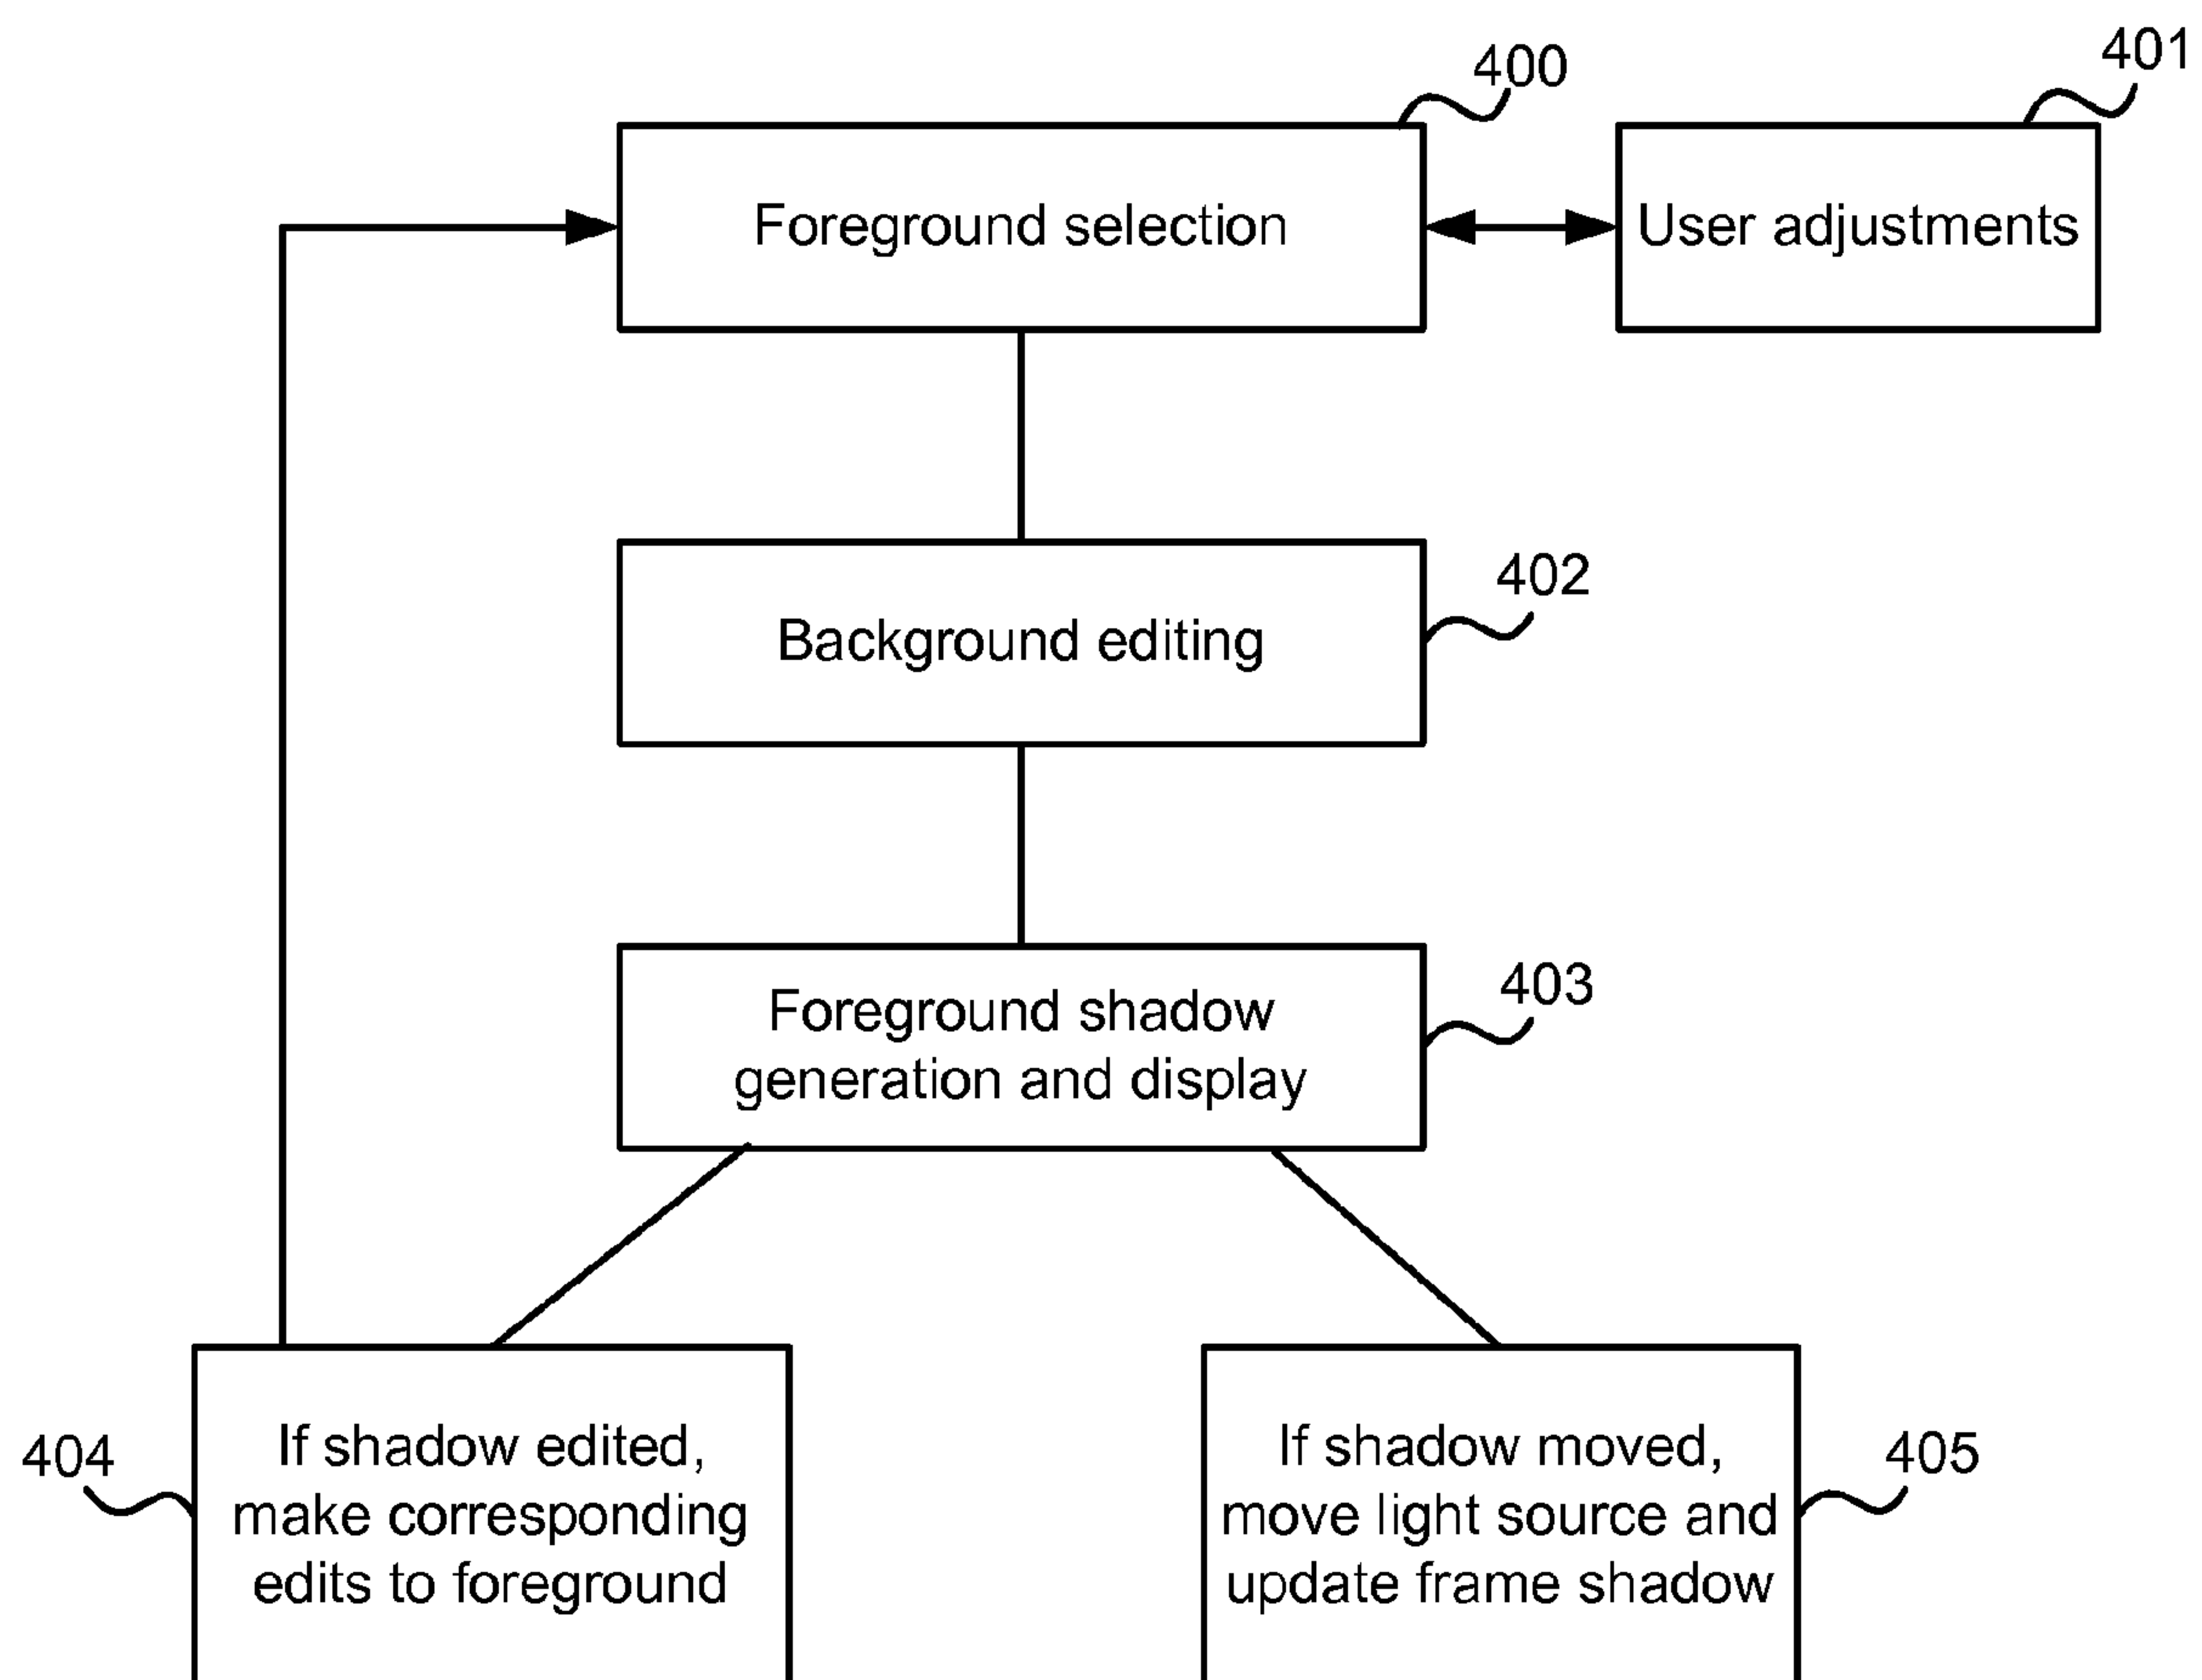 400
401
Foreground selection
User adjustments
402
Background editing
403
Foreground shadow
generation and display
404
If shadow edited,
make corresponding
edits to foreground
405
If shadow moved,
move light source and
update frame shadow